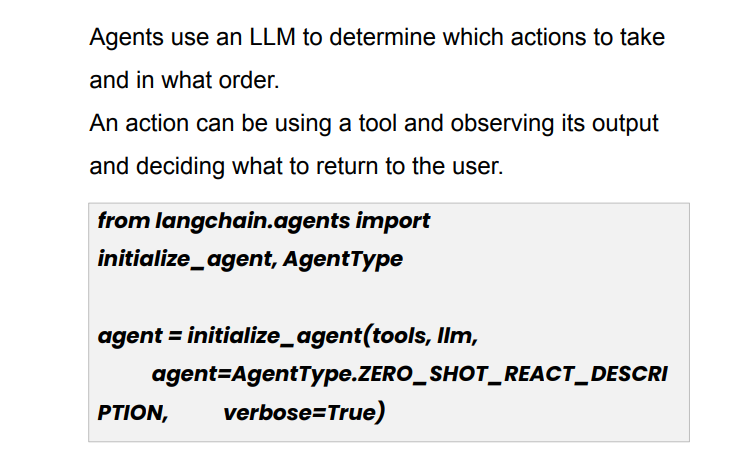 Agents use an LLM to determine which actions to take
and in what order.
An action can be using a tool and observing its output
and deciding what to return to the user.
from langchain.agents import
initialize_agent, AgentType
agent = initialize_agent(tools, llm,
agent=AgentType.ZERO_SHOT_REACT_DESCRI
PTION, verbose=True)